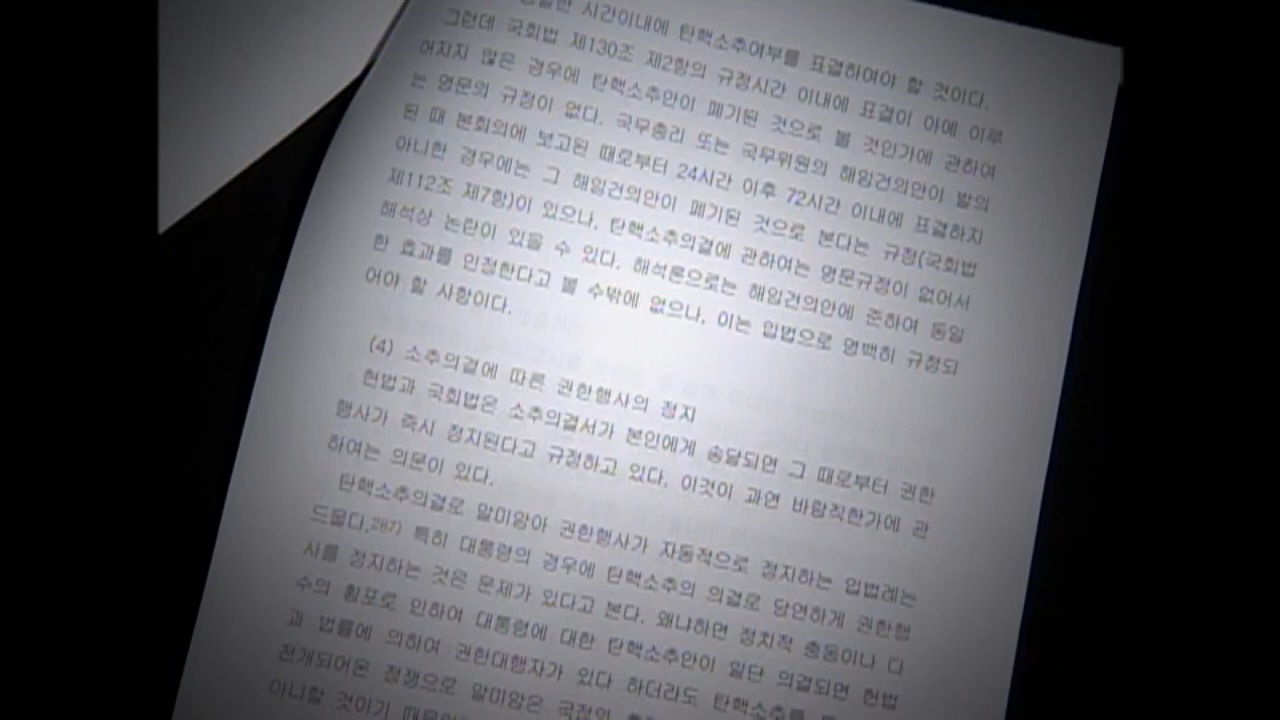 시간이내에 탄핵소추여부를 표결하여야 할 것이다.
그런데 국회법 제130조 제2항의 규정시간 이내에 표결이 아예 이루
어지지 않은 경우에 탄핵소추안이 폐기된 것으로 볼 것인가에 관하여
는 명문의 규정이 없다. 국무총리 또는 국무위원의 해임건의안이 발의
된 때 본회의에 보고된 때로부터 24시간 이후 72시간 이내에 표결하지
아니한 경우에는 그 해임건의안이 폐기된 것으로 본다는 규정(국회법
제112조 제7항)이 있으나, 탄핵소추의결에 관하여는 명문규정이 없어서
해석상 논란이 있을 수 있다. 해석론으로는 해임건의안에 준하여 동일
한 효과를 인정한다고 볼 수밖에 없으나, 이는 입법으로 명백히 규정되
어야 할 사항이다.
(4) 소추의결에 따른 권한행사의 정지
헌법과 국회법은 소추의결서가 본인에게 송달되면 그 때로부터 권한
행사가 즉시 정지된다고 규정하고 있다. 이것이 과연 바람직한가에 관
하여는 의문이 있다.
탄핵소추의결로 말미암아 권한행사가 자동적으로 정지하는 입법례는
드물다.287) 특히 대통령의 경우에 탄핵소추의 의결로 당연하게 권한행
사를 정지하는 것은 문제가 있다고 본다. 왜냐하면 정치적 충동이나 다
수의 횡포로 인하여 대통령에 대한 탄핵소추안이 일단 의결되면 헌법
과 법률에 의하여 권한대행자가 있다 하더라도 탄핵소추를
전개되어온 정쟁으로 말미암은 국정의
아니할 것이기